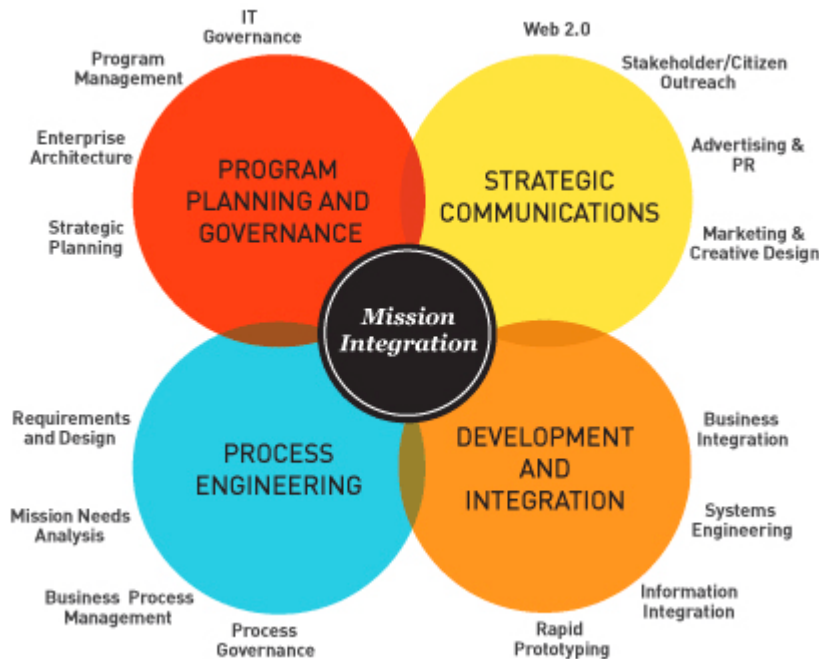 IT
Governance
Program
Management
Enterprise
Architecture
Strategic
Planning
PROGRAM
PLANNING AND
GOVERNANCE
Web 2.0
Stakeholder/Citizen
Outreach
Advertising &
PR
Marketing &
Creative Design
STRATEGIC
COMMUNICATIONS
Mission
Integration
Requirements
and Design
Mission Needs
Analysis
Business Process
Management
Process
Governance
PROCESS
ENGINEERING
DEVELOPMENT
AND
INTEGRATION
Business
Integration
Systems
Engineering
Information
Integration
Rapid
Prototyping